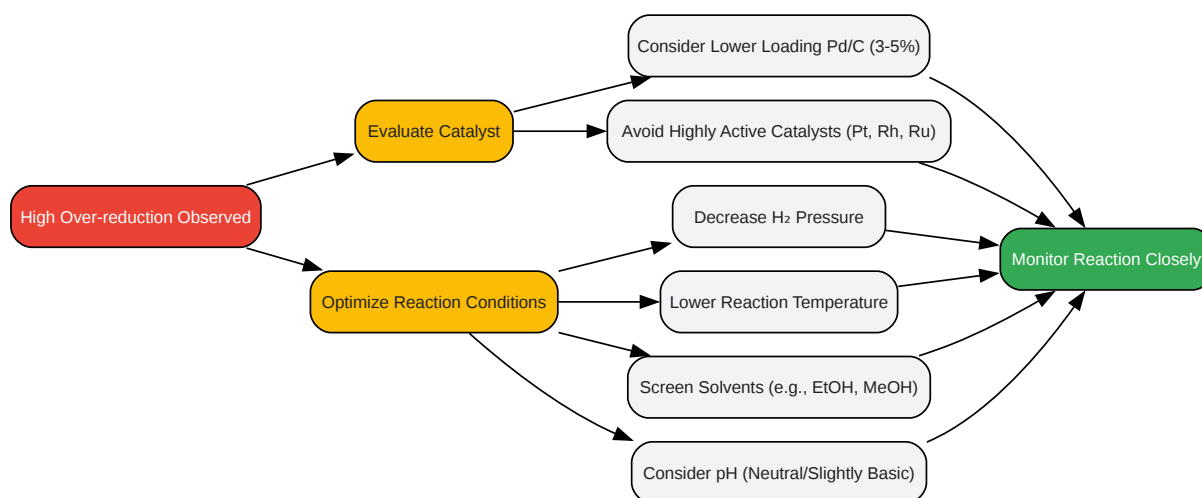 Consider Lower Loading Pd/C (3-5%)
Evaluate Catalyst
Avoid Highly Active Catalysts (Pt, Rh, Ru)
High Over-reduction Observed
Decrease H₂ Pressure
Monitor Reaction Closely
Optimize Reaction Conditions
Lower Reaction Temperature
Screen Solvents (e.g., EtOH, MeOH)
Consider pH (Neutral/Slightly Basic)